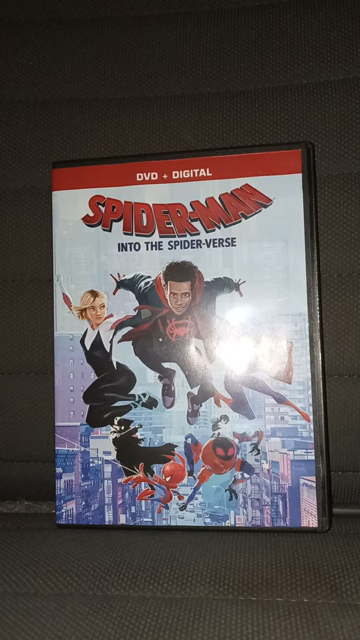 DVD + DIGITAL
SPIDER-MAN
INTO THE SPIDER-VERSE